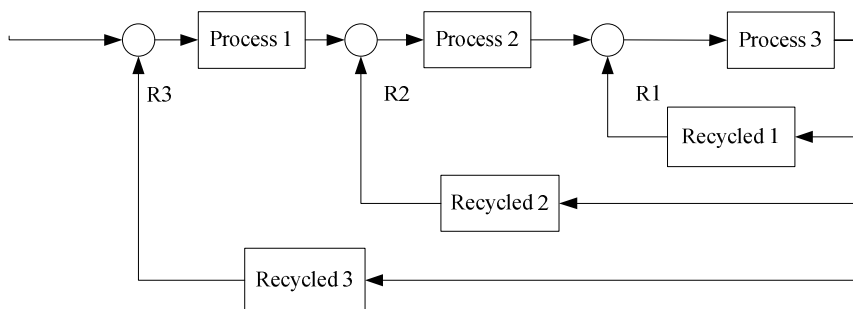 Process 1
Process 2
Process 3
R3
R2
R1
Recycled 1
Recycled 2
Recycled 3